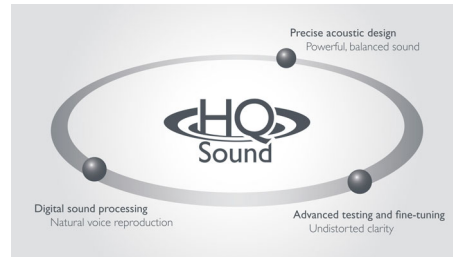 Precise acoustic design
Powerful, balanced sound
HQ
Sound
Digital sound processing
Natural voice reproduction
Advanced testing and fine-tuning
Undistorted clarity